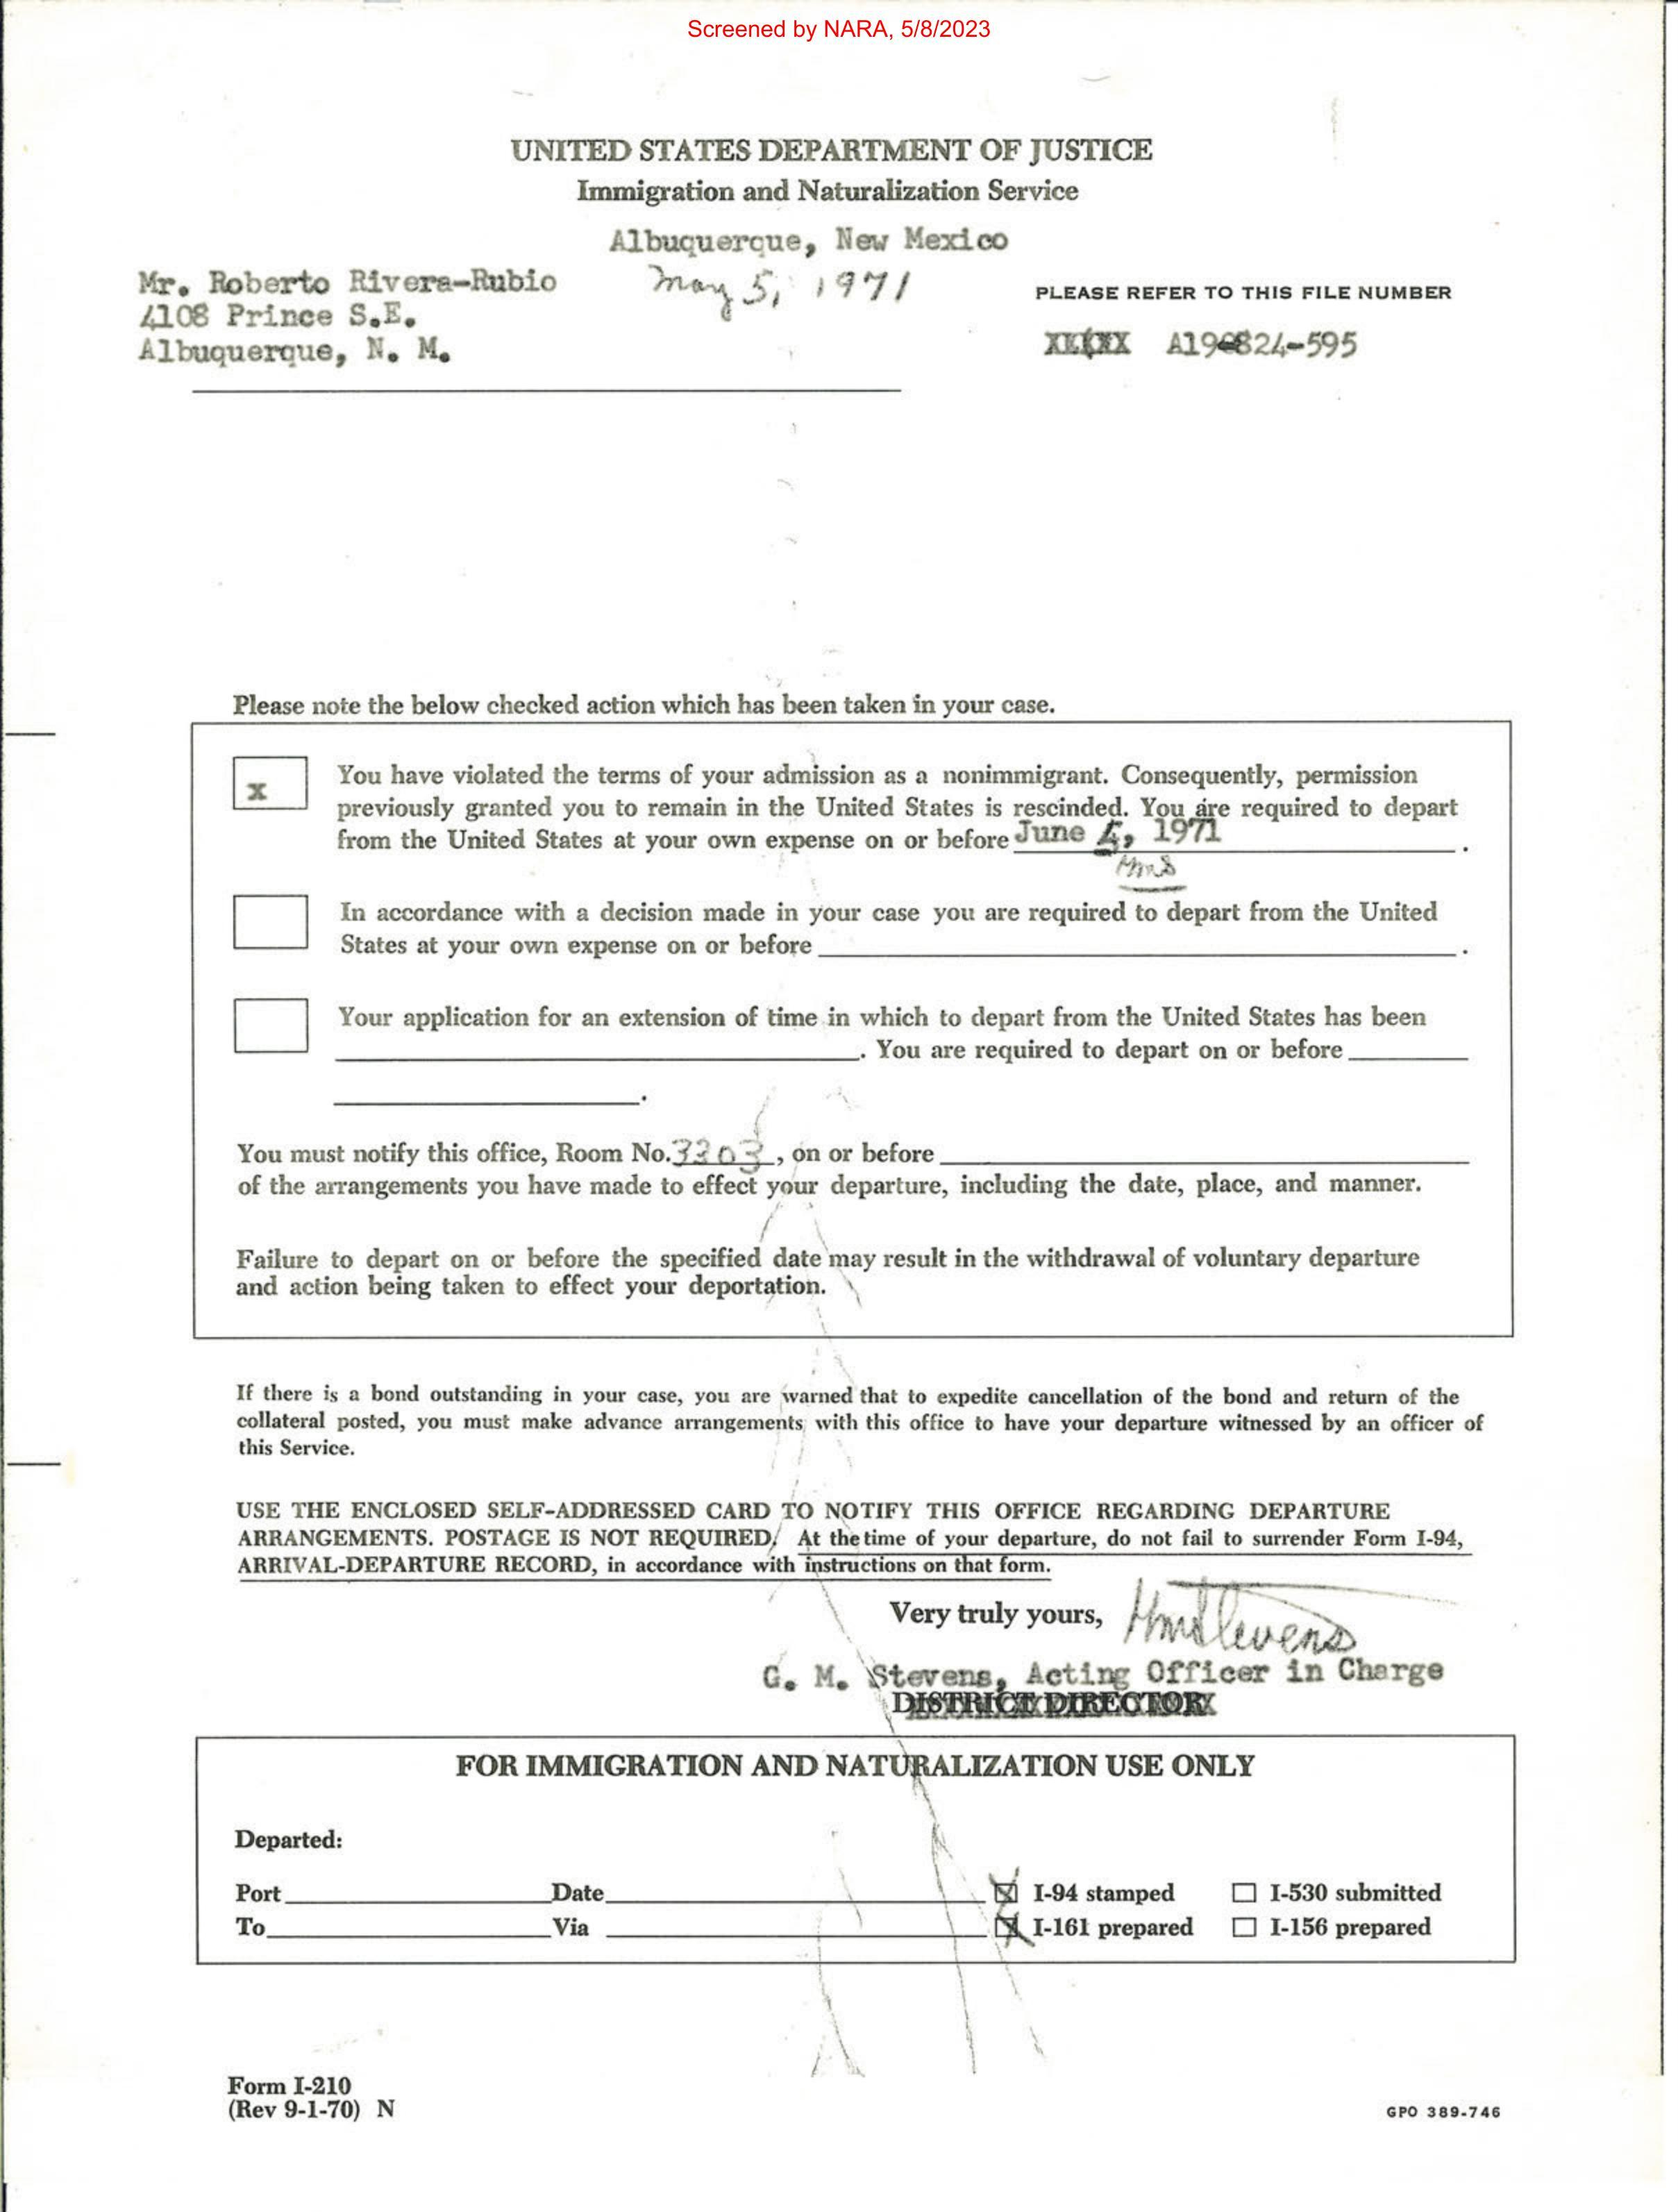 Screened by NARA, 5/8/2023
UNITED STATES DEPARTMENT OF JUSTICE
Immigration and Naturalization Service
Albuquerque, New Mexico
May 5, 1971
Mr. Roberto Rivera-Rubio
4108 Prince S.E.
Albuquerque, N. M.
PLEASE REFER TO THIS FILE NUMBER
A19-824-595
Please note the below checked action which has been taken in your case.
x You have violated the terms of your admission as a nonimmigrant. Consequently, permission
previously granted you to remain in the United States is rescinded. You are required to depart
from the United States at your own expense on or before June 5, 1971.
GMS
In accordance with a decision made in your case you are required to depart from the United
States at your own expense on or before .
Your application for an extension of time in which to depart from the United States has been
. You are required to depart on or before
.
You must notify this office, Room No. 3303, on or before
of the arrangements you have made to effect your departure, including the date, place, and manner.
Failure to depart on or before the specified date may result in the withdrawal of voluntary departure
and action being taken to effect your deportation.
If there is a bond outstanding in your case, you are warned that to expedite cancellation of the bond and return of the
collateral posted, you must make advance arrangements with this office to have your departure witnessed by an officer of
this Service.
USE THE ENCLOSED SELF-ADDRESSED CARD TO NOTIFY THIS OFFICE REGARDING DEPARTURE
ARRANGEMENTS. POSTAGE IS NOT REQUIRED. At the time of your departure, do not fail to surrender Form I-94,
ARRIVAL-DEPARTURE RECORD, in accordance with instructions on that form.
Very truly yours, GMStevens
G. M. Stevens, Acting Officer in Charge
DISTRICT DIRECTOR
FOR IMMIGRATION AND NATURALIZATION USE ONLY
Departed:
Port Date I-94 stamped I-530 submitted
To Via I-161 prepared I-156 prepared
Form I-210
(Rev 9-1-70) N
GPO 389-746